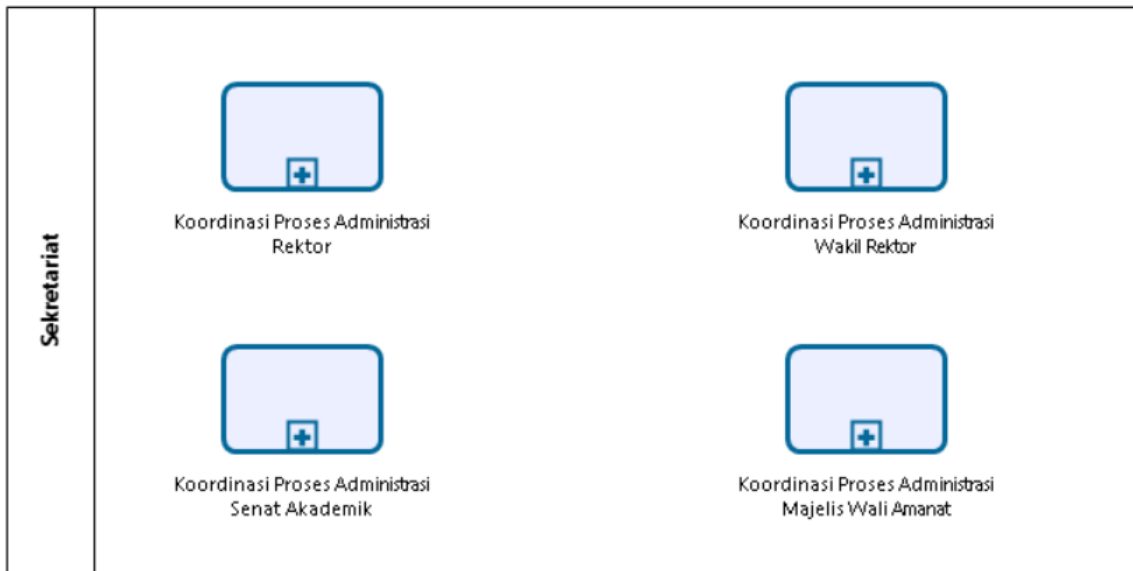 Sekretariat
Koordinasi Proses Administrasi
Rektor
Koordinasi Proses Administrasi
Wakil Rektor
Koordinasi Proses Administrasi
Senat Akademik
Koordinasi Proses Administrasi
Majelis Wali Amanat